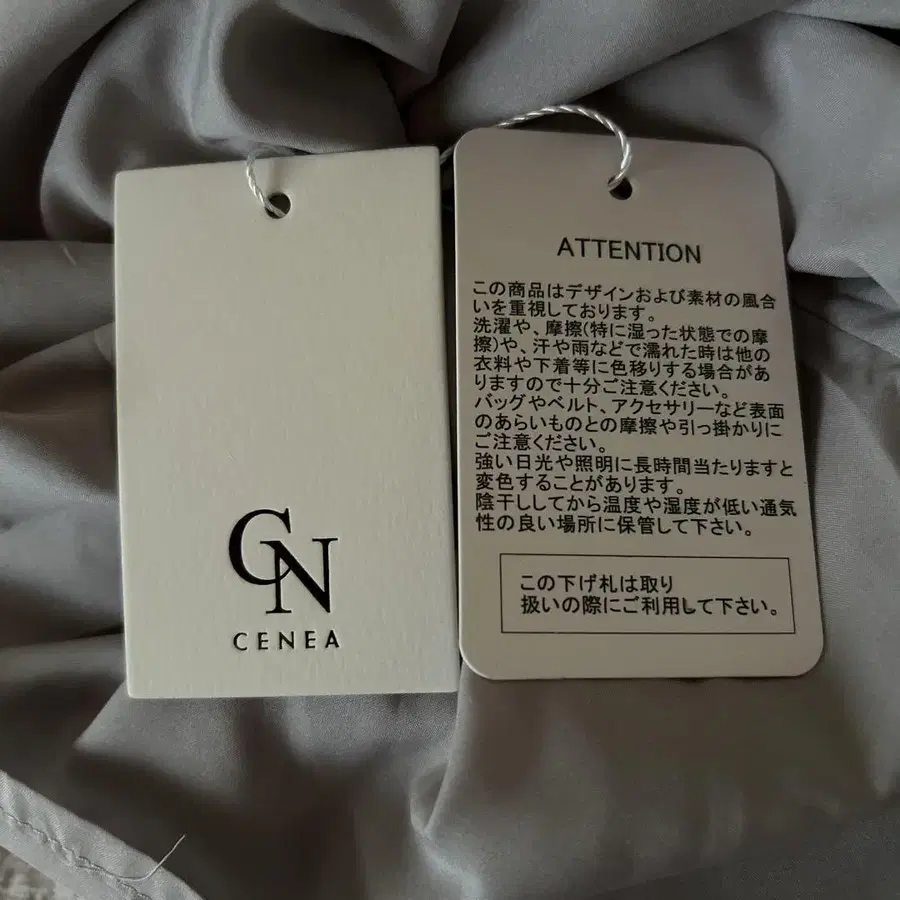 CN
CENEA
ATTENTION
この商品はデザインおよび素材の風合
いを重視しております。
洗濯や、摩擦(特に湿った状態での摩
擦)や、汗や雨などで濡れた時は他の
衣料や下着等に色移りする場合があ
りますので十分ご注意ください。
バッグやベルト、アクセサリーなど表面
のあらいものとの摩擦や引っ掛かりに
ご注意ください。
強い日光や照明に長時間当たりますと
変色することがあります。
陰干ししてから温度や湿度が低い通気
性の良い場所に保管して下さい。
この下げ札は取り
扱いの際にご利用して下さい。